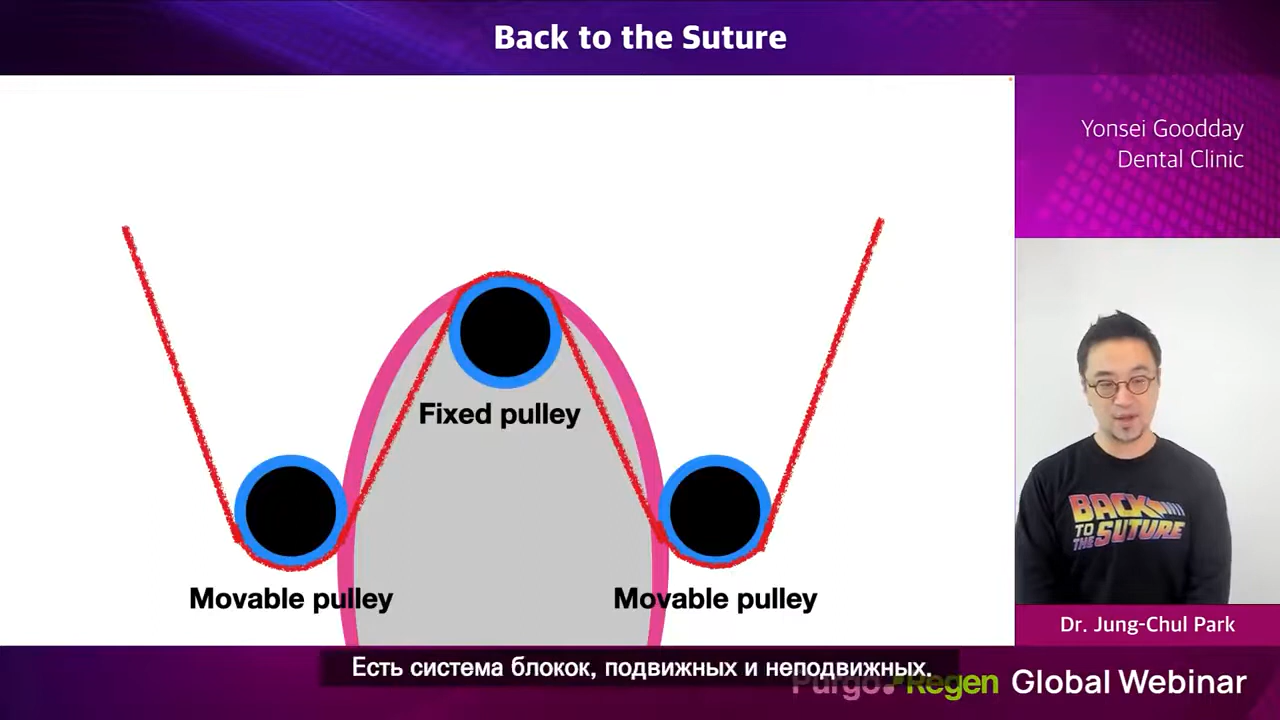 Back to the Suture
Yonsei Goodday
Dental Clinic
Fixed pulley
Movable pulley
Movable pulley
BACK
TO
THE SUTURE
Dr. Jung-Chul Park
Есть система блокок, подвижных и неподвижных.
Purgo Regen Global Webinar